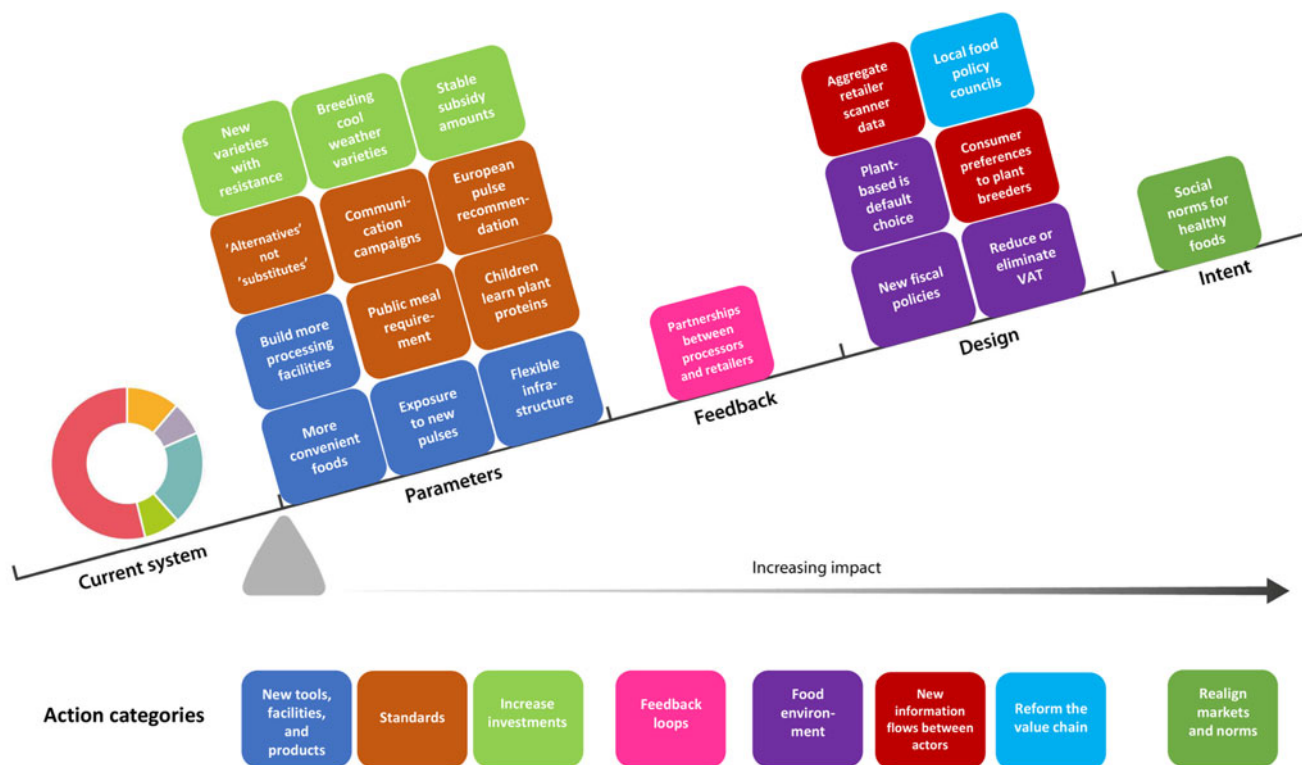 New
varieties
with
resistance
Breeding
cool
weather
varieties
Stable
subsidy
amounts
'Alternatives'
not
'substitutes'
Communi-
cation
campaigns
European
pulse
recommen-
dation
Build more
processing
facilities
Public meal
require-
ment
Children
learn plant
proteins
More
convenient
foods
Exposure
to new
pulses
Flexible
infra-
structure
Partnerships
between
processors
and retailers
Aggregate
retailer
scanner
data
Local food
policy
councils
Plant-
based is
default
choice
Consumer
preferences
to plant
breeders
New fiscal
policies
Reduce or
eliminate
VAT
Social
norms for
healthy
foods
Current system
Parameters
Feedback
Design
Intent
Increasing impact
Action categories
New tools,
facilities,
and
products
Standards
Increase
investments
Feedback
loops
Food
environ-
ment
New
information
flows between
actors
Reform the
value chain
Realign
markets
and norms